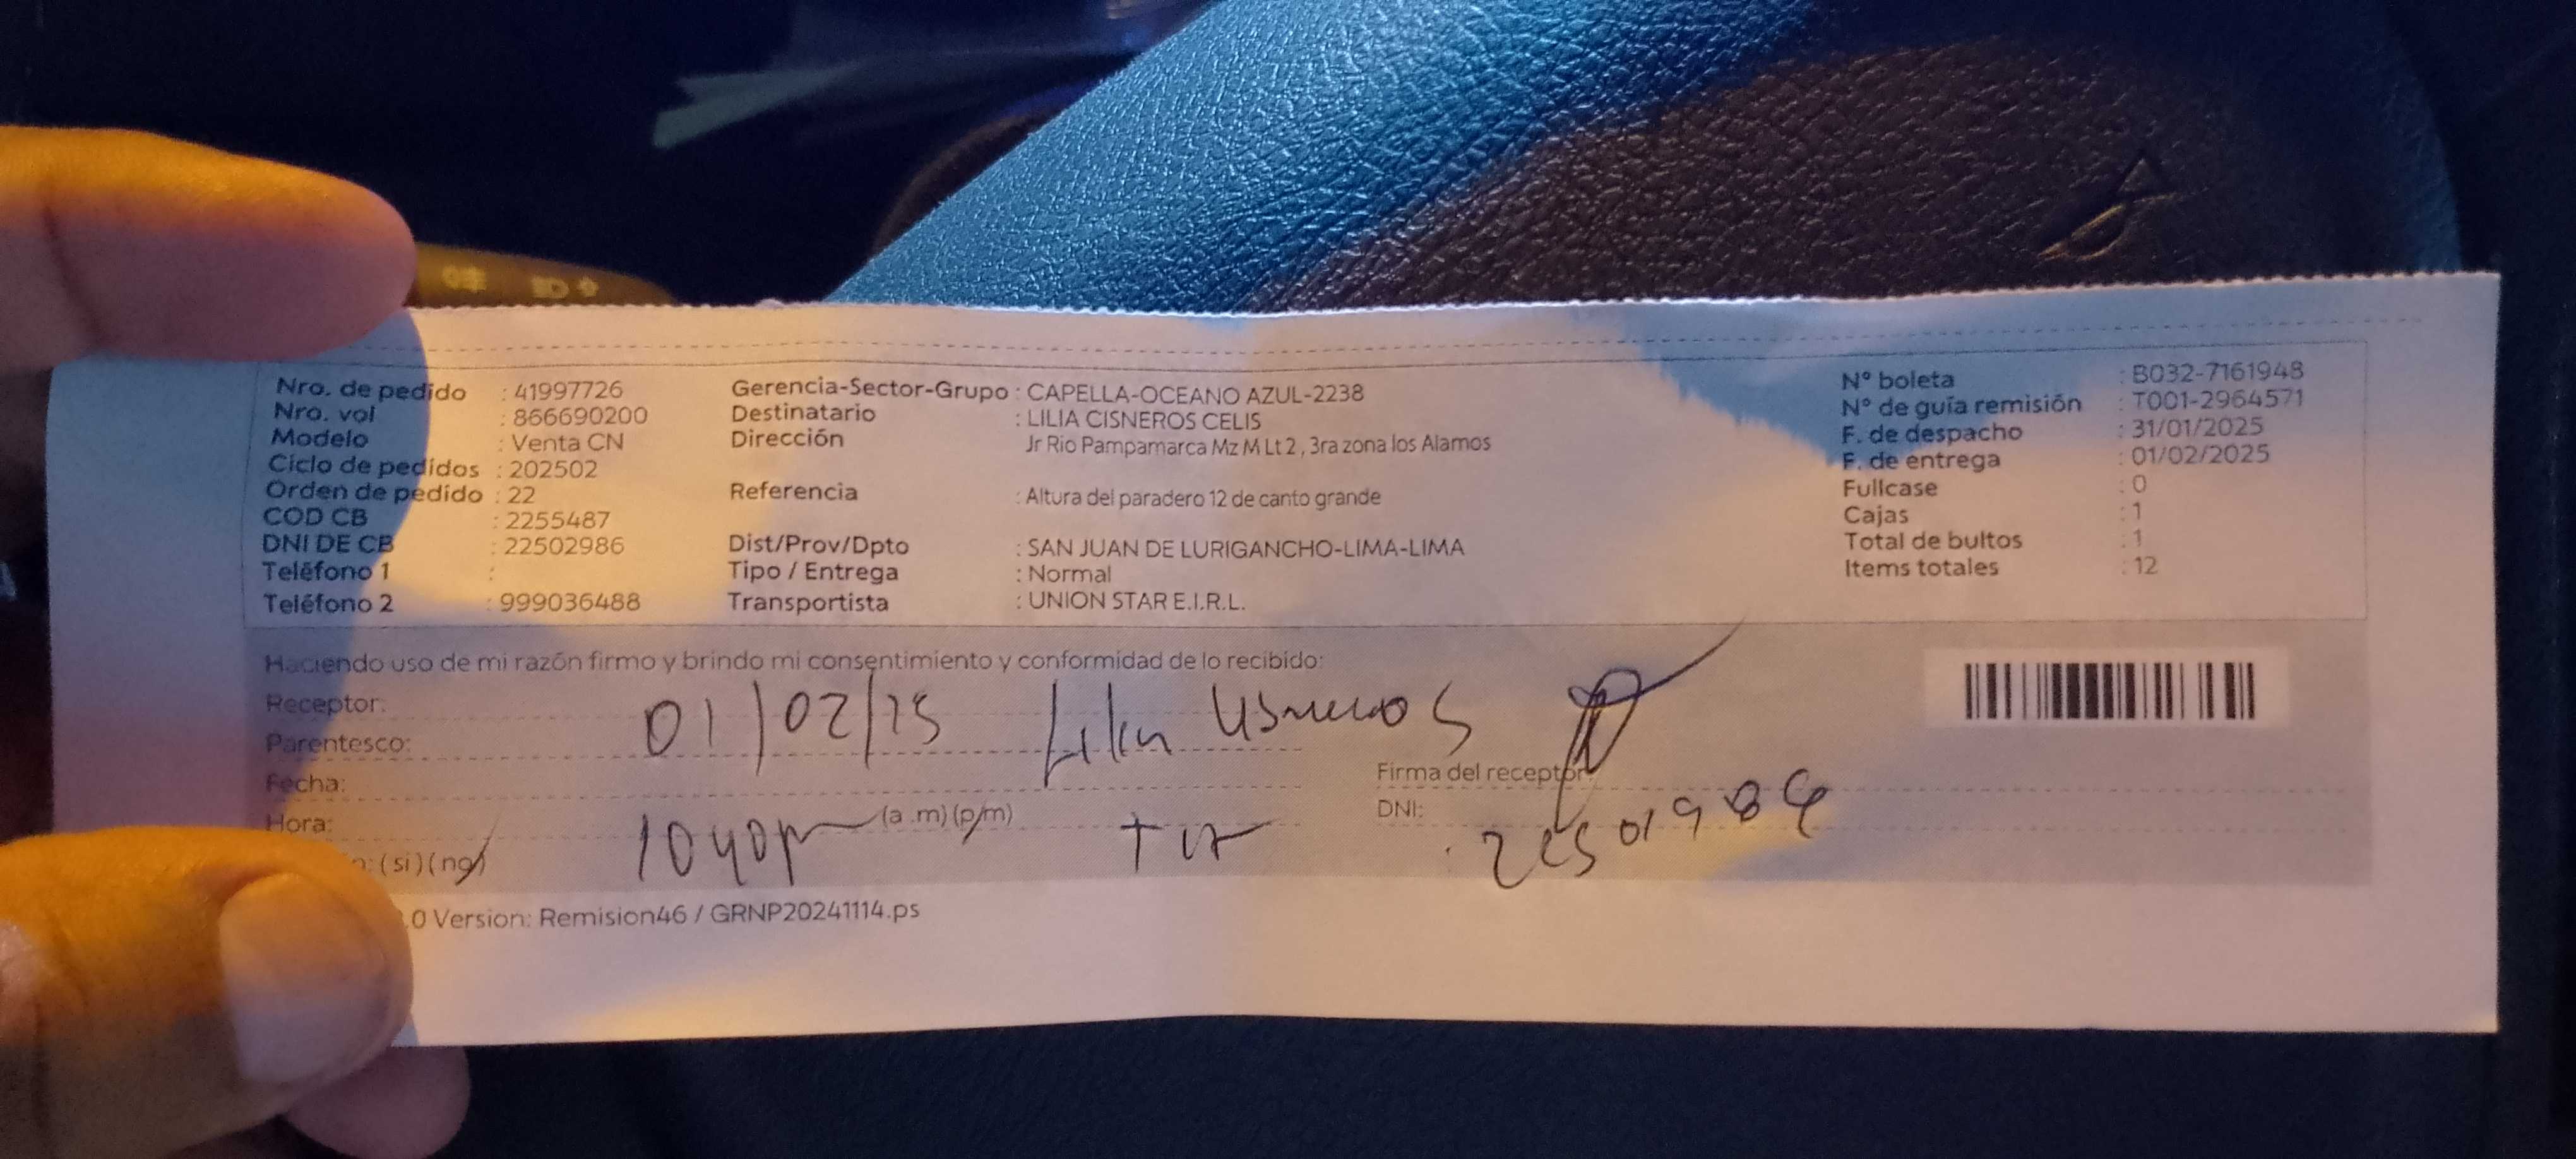 Nro. de pedido : 41997726
Nro. vol : 866690200
Modelo : Venta CN
Ciclo de pedidos : 202502
Orden de pedido : 22
COD CB : 2255487
DNI DE CB : 22502986
Teléfono 1 :
Teléfono 2 : 999036488
Gerencia-Sector-Grupo : CAPELLA-OCEANO AZUL-2238
Destinatario : LILIA CISNEROS CELIS
Dirección Jr Rio Pampamarca Mz M Lt 2 , 3ra zona los Alamos
Referencia : Altura del paradero 12 de canto grande
Dist/Prov/Dpto : SAN JUAN DE LURIGANCHO-LIMA-LIMA
Tipo / Entrega : Normal
Transportista : UNION STAR E.I.R.L.
N° boleta : B032-7161948
N° de guía remisión : T001-2964571
F. de despacho : 31/01/2025
F. de entrega : 01/02/2025
Fullcase : 0
Cajas : 1
Total de bultos : 1
Items totales : 12
Haciendo uso de mi razón firmo y brindo mi consentimiento y conformidad de lo recibido:
Receptor:
Parentesco: 01/02/25
Fecha:
Hora: 1040p (a .m) (p/m)
: (si) (no)
Firma del receptor:
DNI:
.0 Version: Remision46 / GRNP20241114.ps